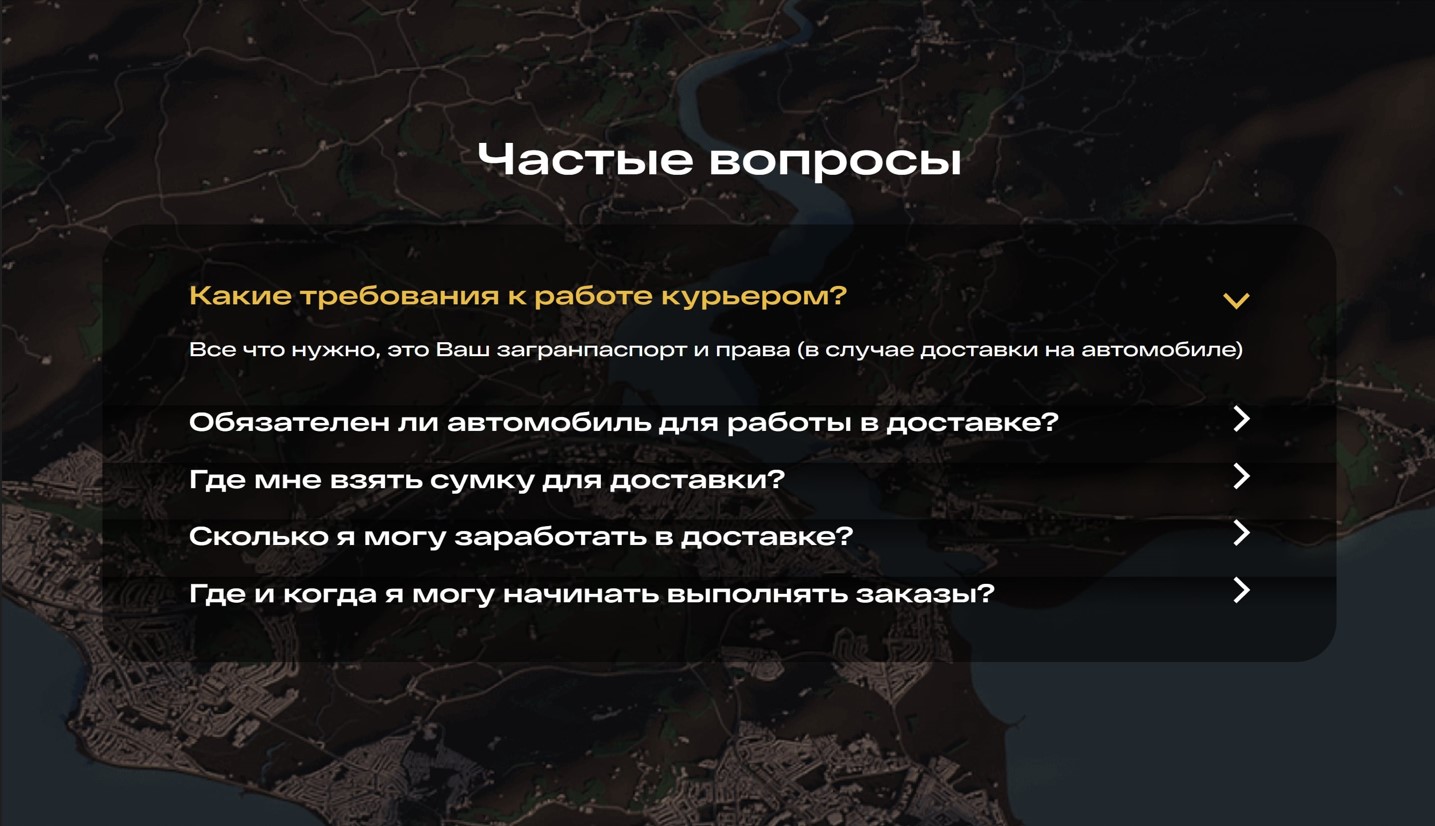 Частые вопросы
Какие требования к работе курьером?
Все что нужно, это Ваш загранпаспорт и права (в случае доставки на автомобиле)
Обязателен ли автомобиль для работы в доставке?
Где мне взять сумку для доставки?
Сколько я могу заработать в доставке?
Где и когда я могу начинать выполнять заказы?